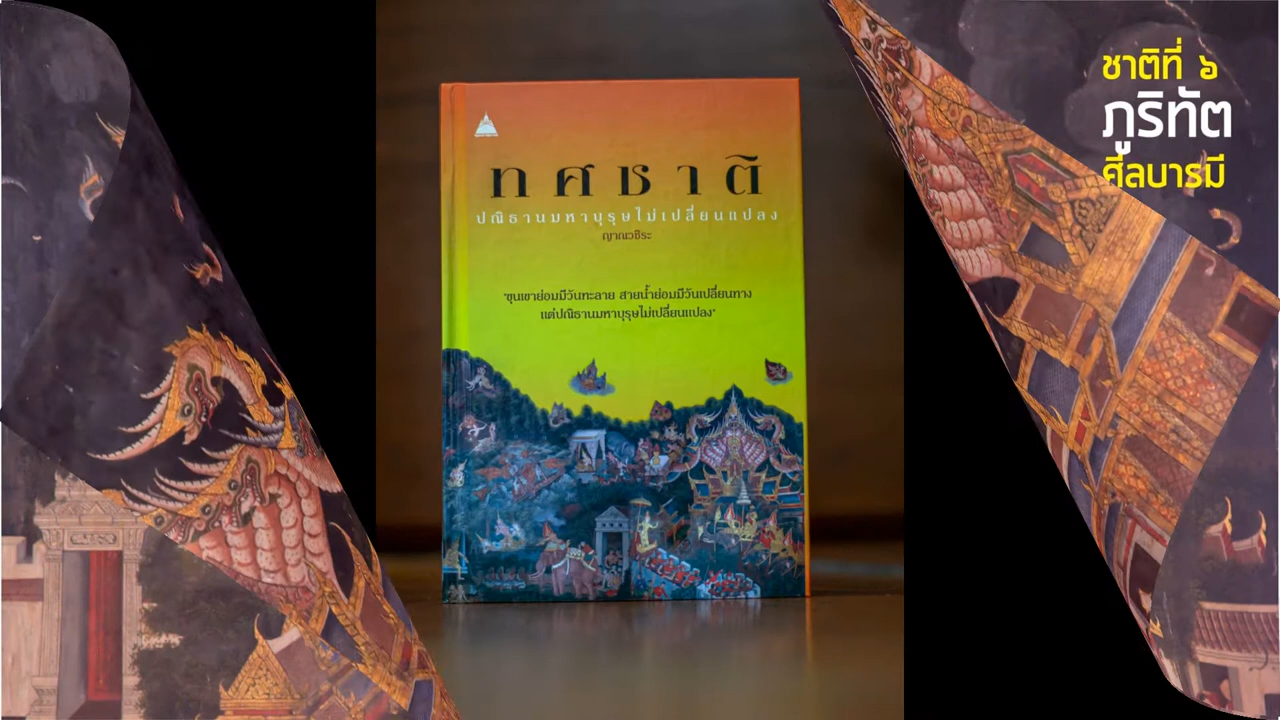 ชาติที่ ๖
ภูริทัต
ศีลบารมี
ทศชาติ
ปณิธานมหาบุรุษไม่เปลี่ยนแปลง
ญาณวชิระ
"ขุนเขาย่อมมีวันทะลาย สายน้ำย่อมมีวันเปลี่ยนทาง
แต่ปณิธานมหาบุรุษไม่เปลี่ยนแปลง"